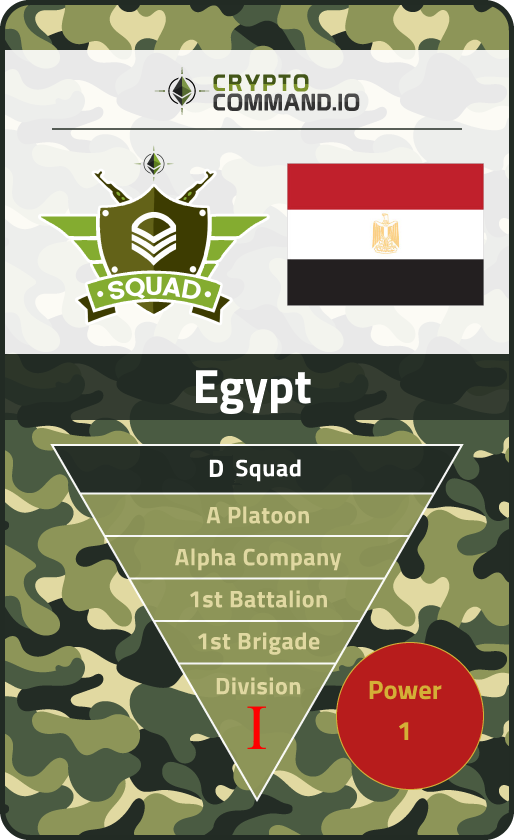 CRYPTO
COMMAND.IO
SQUAD
Egypt
D Squad
A Platoon
Alpha Company
1st Battalion
1st Brigade
Division
I
Power
1